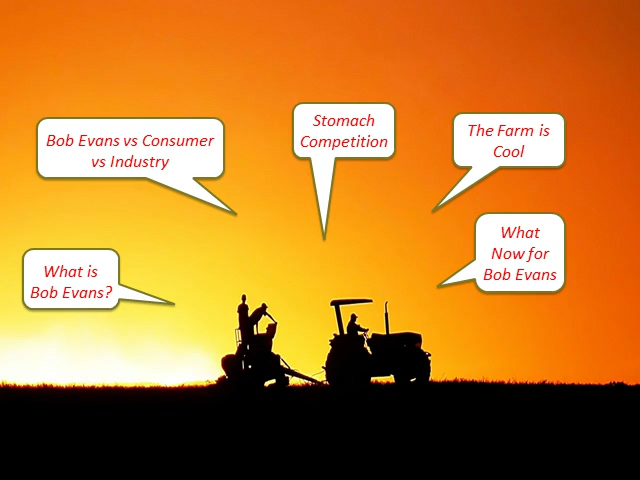 What is
Bob Evans?
Bob Evans vs Consumer
vs Industry
Stomach
Competition
The Farm is
Cool
What
Now for
Bob Evans